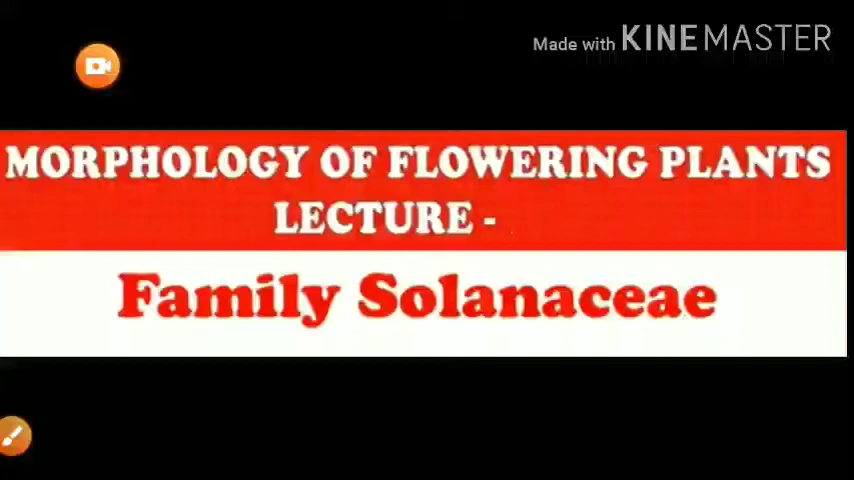 Made with KINEMASTER
MORPHOLOGY OF FLOWERING PLANTS
LECTURE -
Family Solanaceae